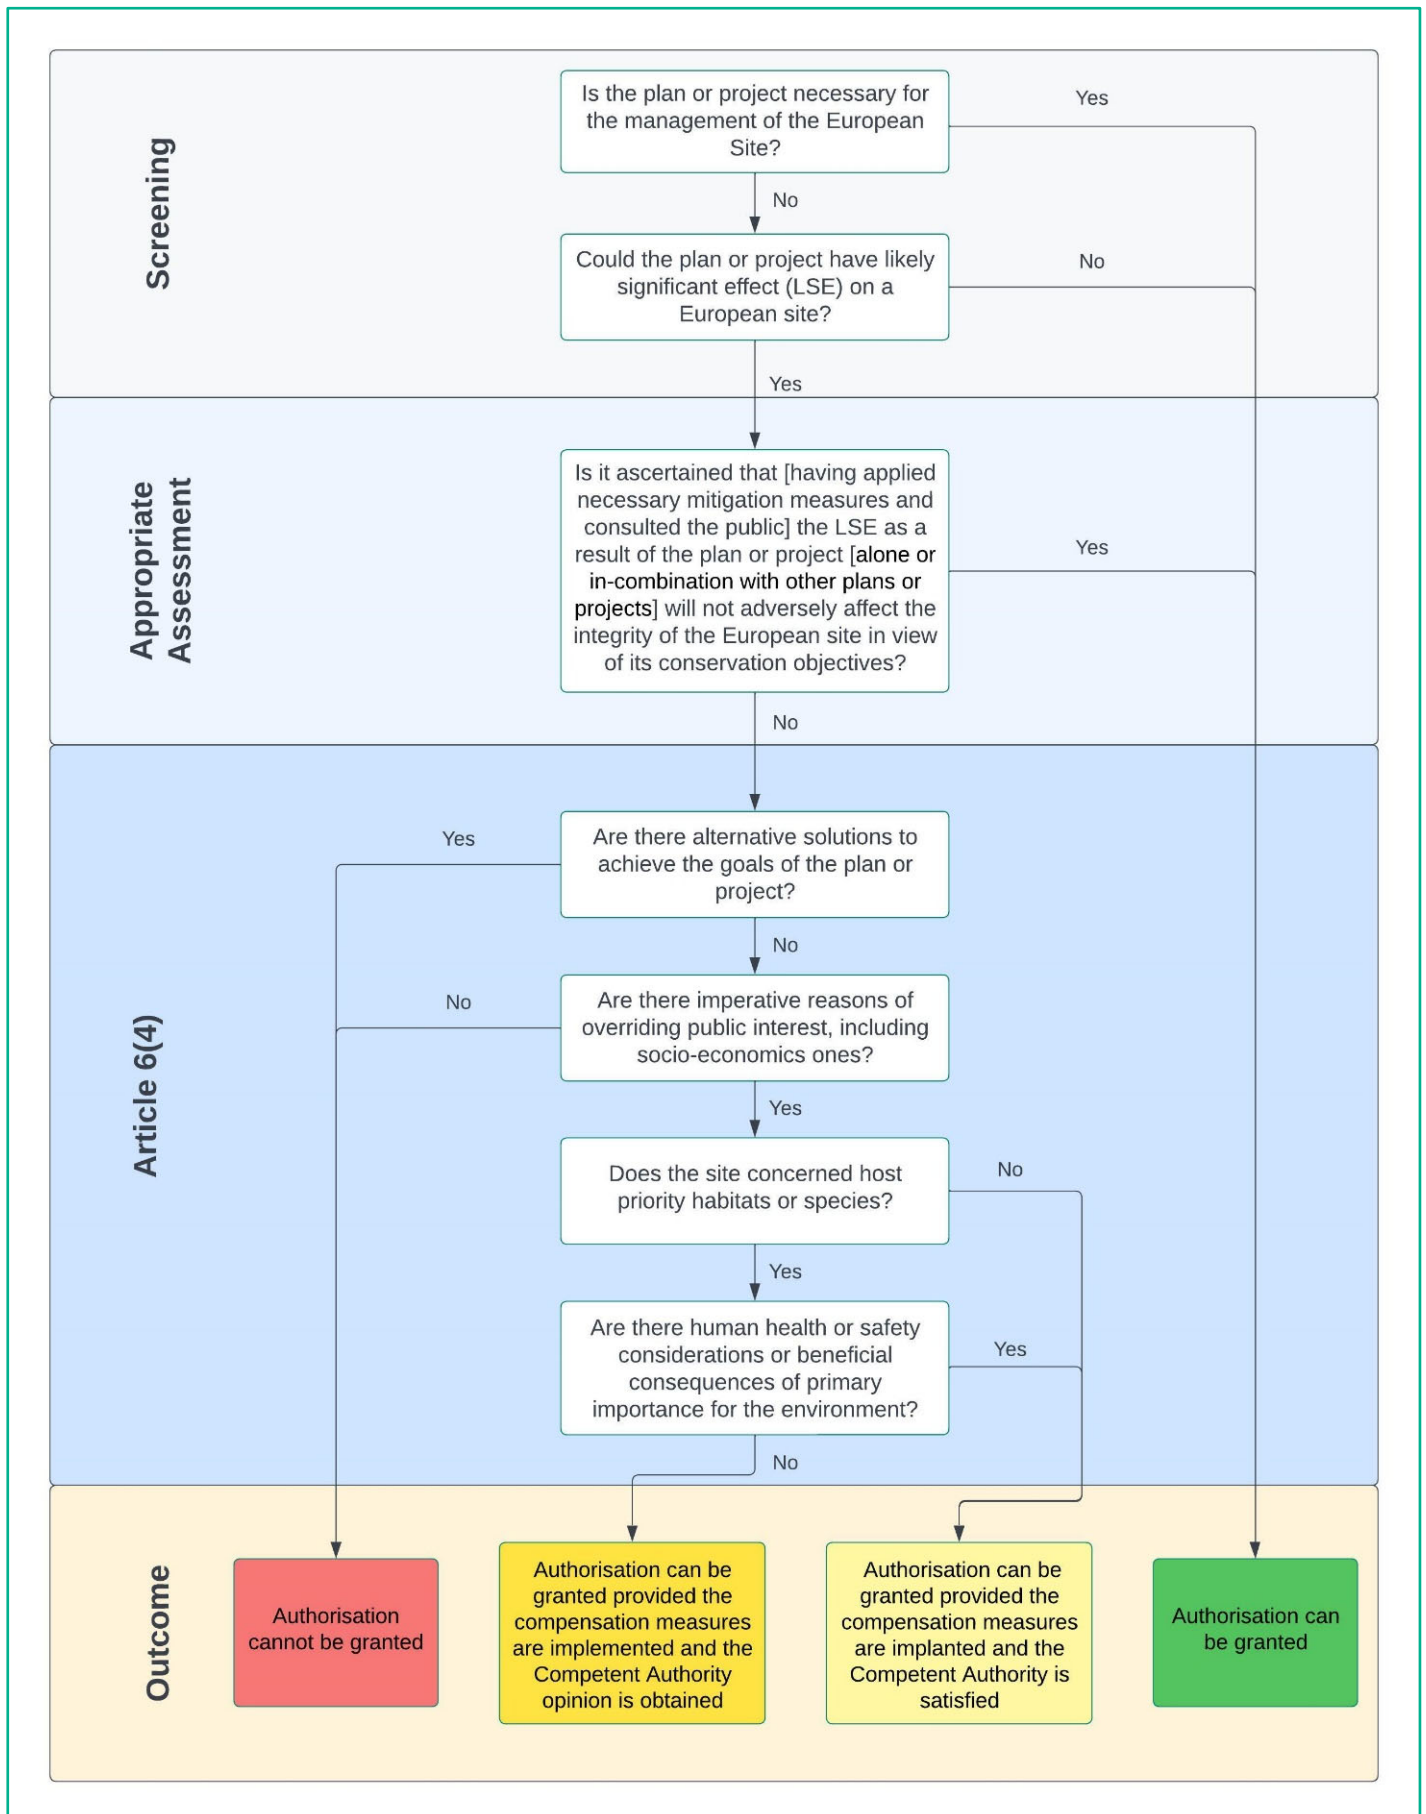 Screening
Is the plan or project necessary for
the management of the European
Site?
Yes
No
Could the plan or project have likely
significant effect (LSE) on a
European site?
No
Yes
Appropriate
Assessment
Is it ascertained that [having applied
necessary mitigation measures and
consulted the public] the LSE as a
result of the plan or project [alone or
in-combination with other plans or
projects] will not adversely affect the
integrity of the European site in view
of its conservation objectives?
Yes
No
Article 6(4)
Are there alternative solutions to
achieve the goals of the plan or
project?
Yes
No
Are there imperative reasons of
overriding public interest, including
socio-economics ones?
No
Yes
Does the site concerned host
priority habitats or species?
No
Yes
Are there human health or safety
considerations or beneficial
consequences of primary
importance for the environment?
Yes
No
Outcome
Authorisation
cannot be granted
Authorisation can be
granted provided the
compensation measures
are implemented and the
Competent Authority
opinion is obtained
Authorisation can be
granted provided the
compensation measures
are implanted and the
Competent Authority is
satisfied
Authorisation can
be granted